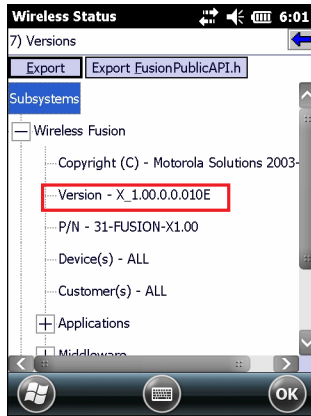 Wireless Status 6:01
7) Versions
Export Export FusionPublicAPI.h
Subsystems
Wireless Fusion
Copyright (C) - Motorola Solutions 2003-
Version - X_1.00.0.0.010E
P/N - 31-FUSION-X1.00
Device(s) - ALL
Customer(s) - ALL
Applications
Middleware
OK